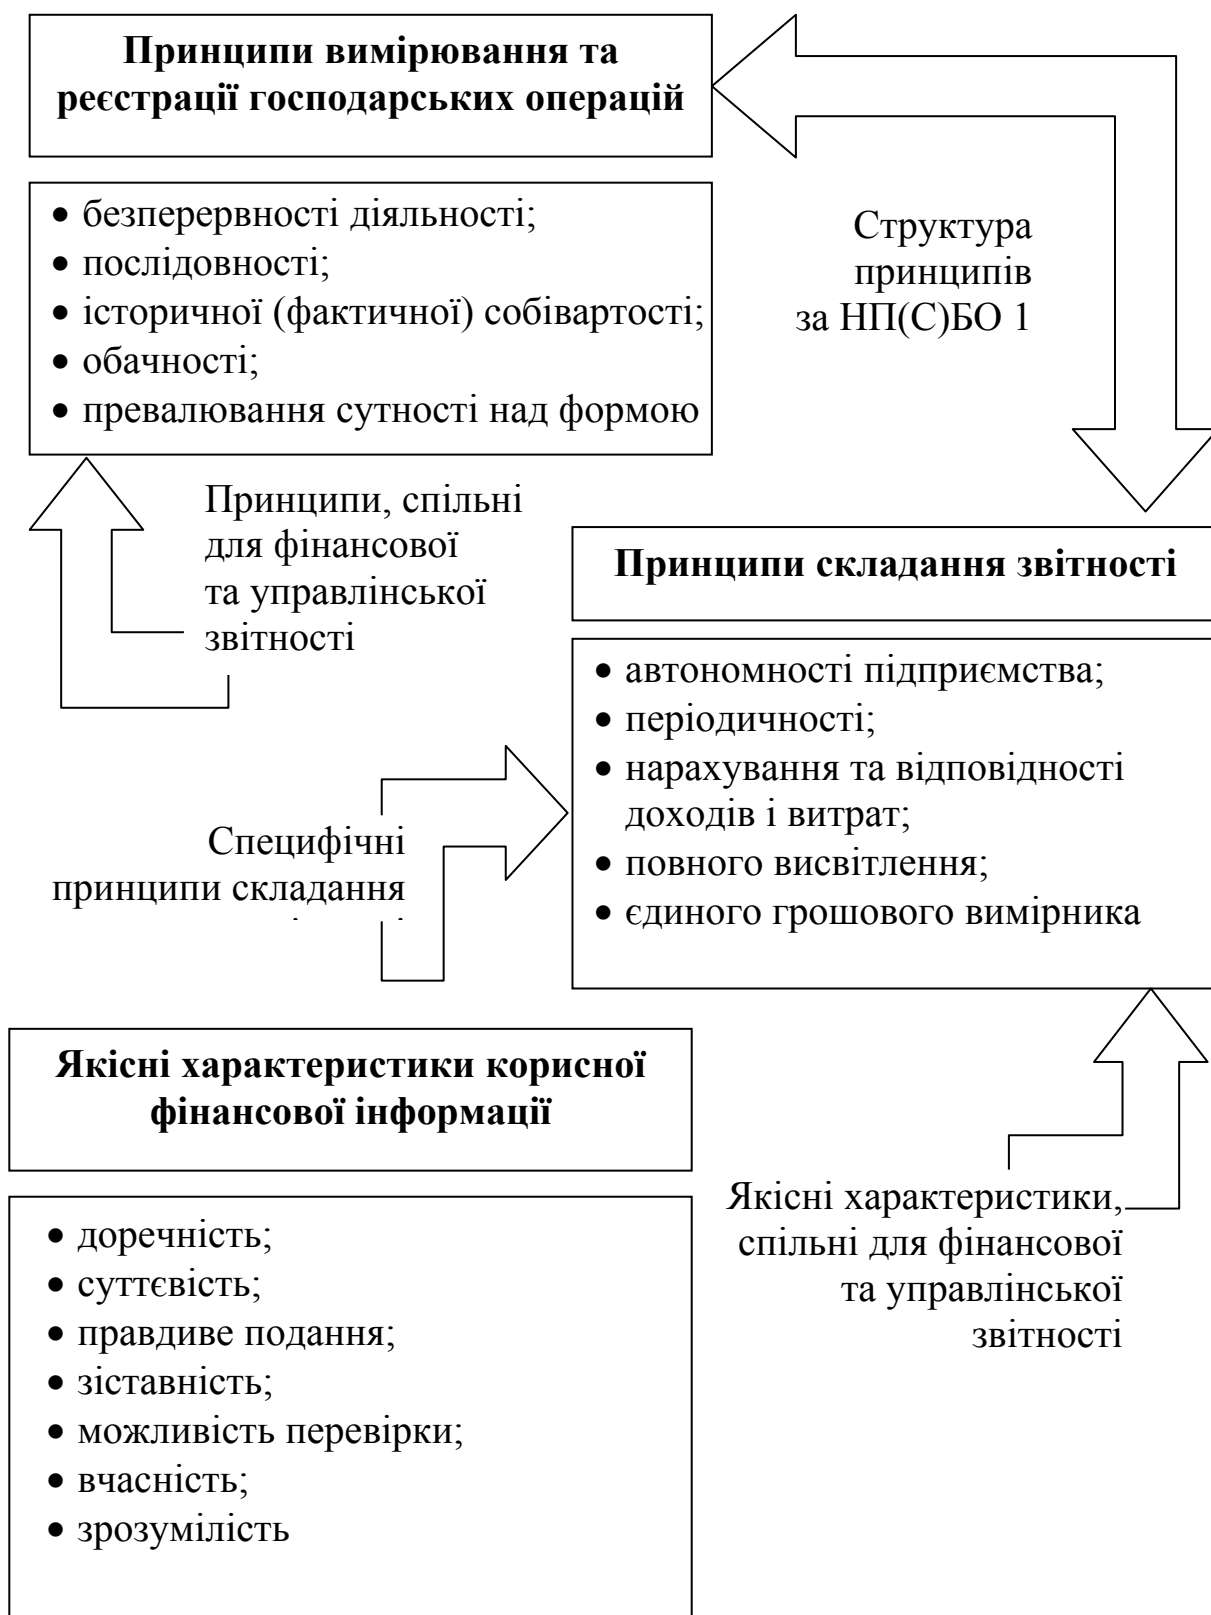 Принципи вимірювання та
реєстрації господарських операцій
• безперервності діяльності;
• послідовності;
• історичної (фактичної) собівартості;
• обачності;
• превалювання сутності над формою
Структура
принципів
за НП(С)БО 1
Принципи, спільні
для фінансової
та управлінської
звітності
Принципи складання звітності
• автономності підприємства;
• періодичності;
• нарахування та відповідності
доходів і витрат;
• повного висвітлення;
• єдиного грошового вимірника
Специфічні
принципи складання
Якісні характеристики корисної
фінансової інформації
• доречність;
• суттєвість;
• правдиве подання;
• зіставність;
• можливість перевірки;
• вчасність;
• зрозумілість
Якісні характеристики,
спільні для фінансової
та управлінської
звітності